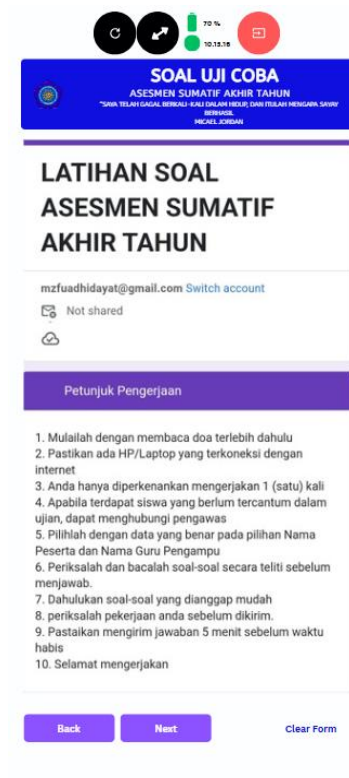 70 %
10.15.16
SOAL UJI COBA
ASESMEN SUMATIF AKHIR TAHUN
"SAYA TELAH GAGAL BERKALI-KALI DALAM HIDUP, DAN ITULAH MENGAPA SAYAY
BERHASIL
MICAEL JORDAN
LATIHAN SOAL
ASESMEN SUMATIF
AKHIR TAHUN
mzfuadhidayat@gmail.com Switch account
Not shared
Petunjuk Pengerjaan
1. Mulailah dengan membaca doa terlebih dahulu
2. Pastikan ada HP/Laptop yang terkoneksi dengan
internet
3. Anda hanya diperkenankan mengerjakan 1 (satu) kali
4. Apabila terdapat siswa yang berlum tercantum dalam
ujian, dapat menghubungi pengawas
5. Pilihlah dengan data yang benar pada pilihan Nama
Peserta dan Nama Guru Pengampu
6. Periksalah dan bacalah soal-soal secara teliti sebelum
menjawab.
7. Dahulukan soal-soal yang dianggap mudah
8. periksalah pekerjaan anda sebelum dikirim.
9. Pastaikan mengirim jawaban 5 menit sebelum waktu
habis
10. Selamat mengerjakan
Back Next Clear Form